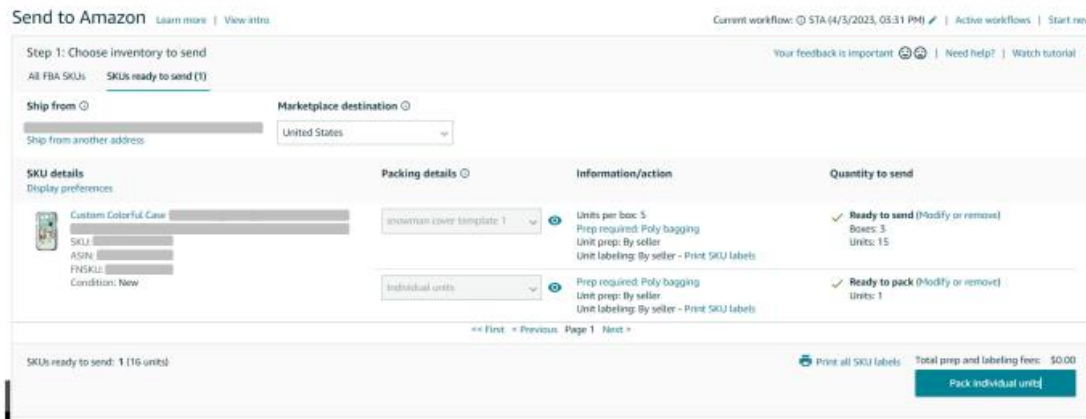 Send to Amazon Learn more | View intro
Current workflow: STA (4/3/2023, 03:31 PM) | Active workflows | Start new
Step 1: Choose inventory to send
Your feedback is important | Need help? | Watch tutorial
All FBA SKUs SKUs ready to send (1)
Ship from Marketplace destination
United States
Ship from another address
SKU details Packing details Information/action Quantity to send
Display preferences
Custom Colorful Case
SKU:
ASIN:
FNSKU:
Condition: New
snowman cover template 1
Units per box: 5
Prep required: Poly bagging
Unit prep: By seller
Unit labeling: By seller - Print SKU labels
Ready to send (Modify or remove)
Boxes: 3
Units: 15
Individual units
Prep required: Poly bagging
Unit prep: By seller
Unit labeling: By seller - Print SKU labels
Ready to pack (Modify or remove)
Units: 1
<< First < Previous Page 1 Next >
SKUs ready to send: 1 (16 units)
Print all SKU labels Total prep and labeling fees: $0.00
Pack individual units